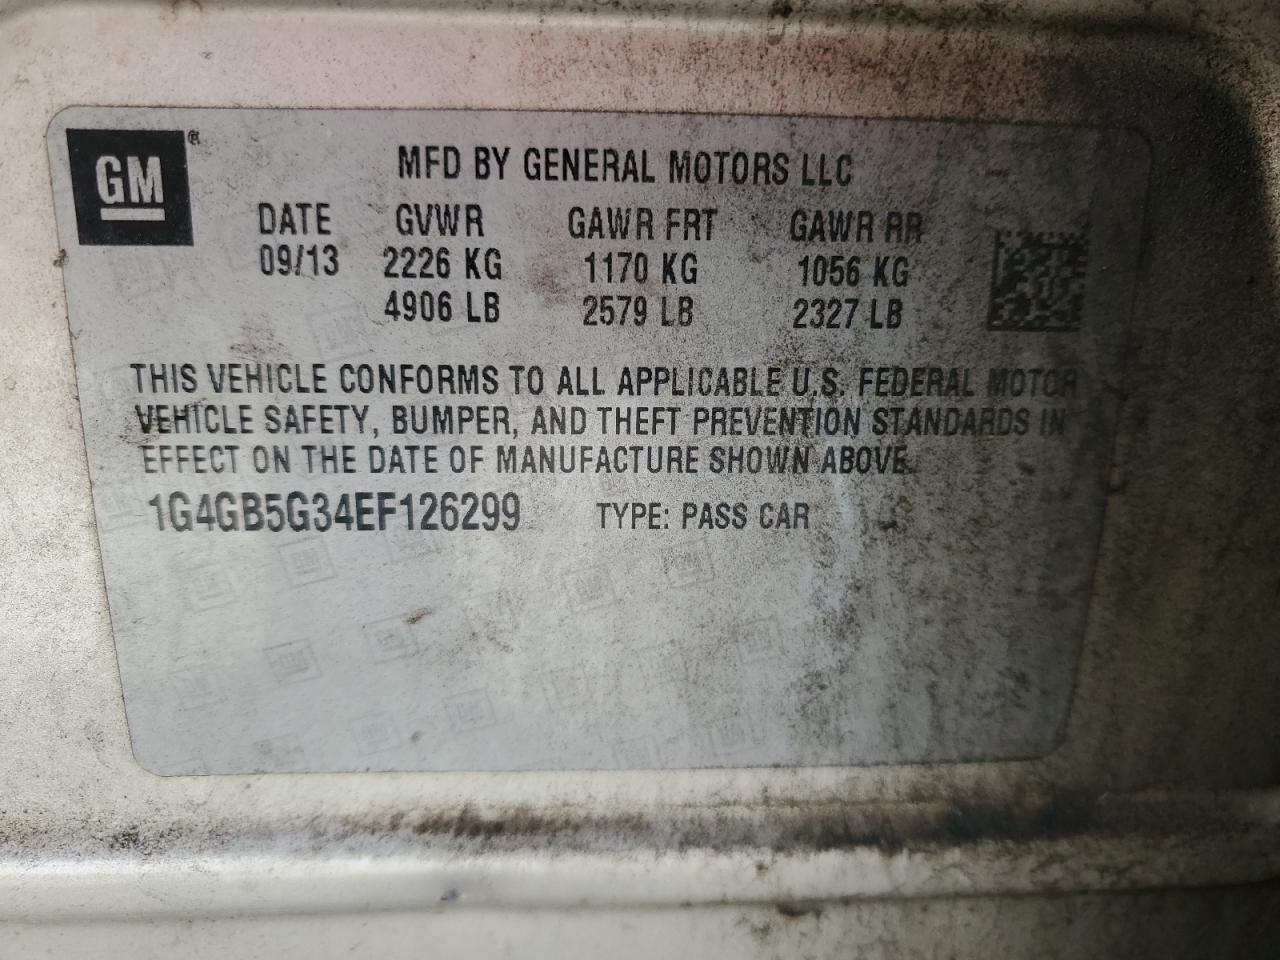 GM®
MFD BY GENERAL MOTORS LLC
DATE GVWR GAWR FRT GAWR RR
09/13 2226 KG 1170 KG 1056 KG
4906 LB 2579 LB 2327 LB
THIS VEHICLE CONFORMS TO ALL APPLICABLE U.S. FEDERAL MOTOR
VEHICLE SAFETY, BUMPER, AND THEFT PREVENTION STANDARDS IN
EFFECT ON THE DATE OF MANUFACTURE SHOWN ABOVE.
1G4GB5G34EF126299 TYPE: PASS CAR